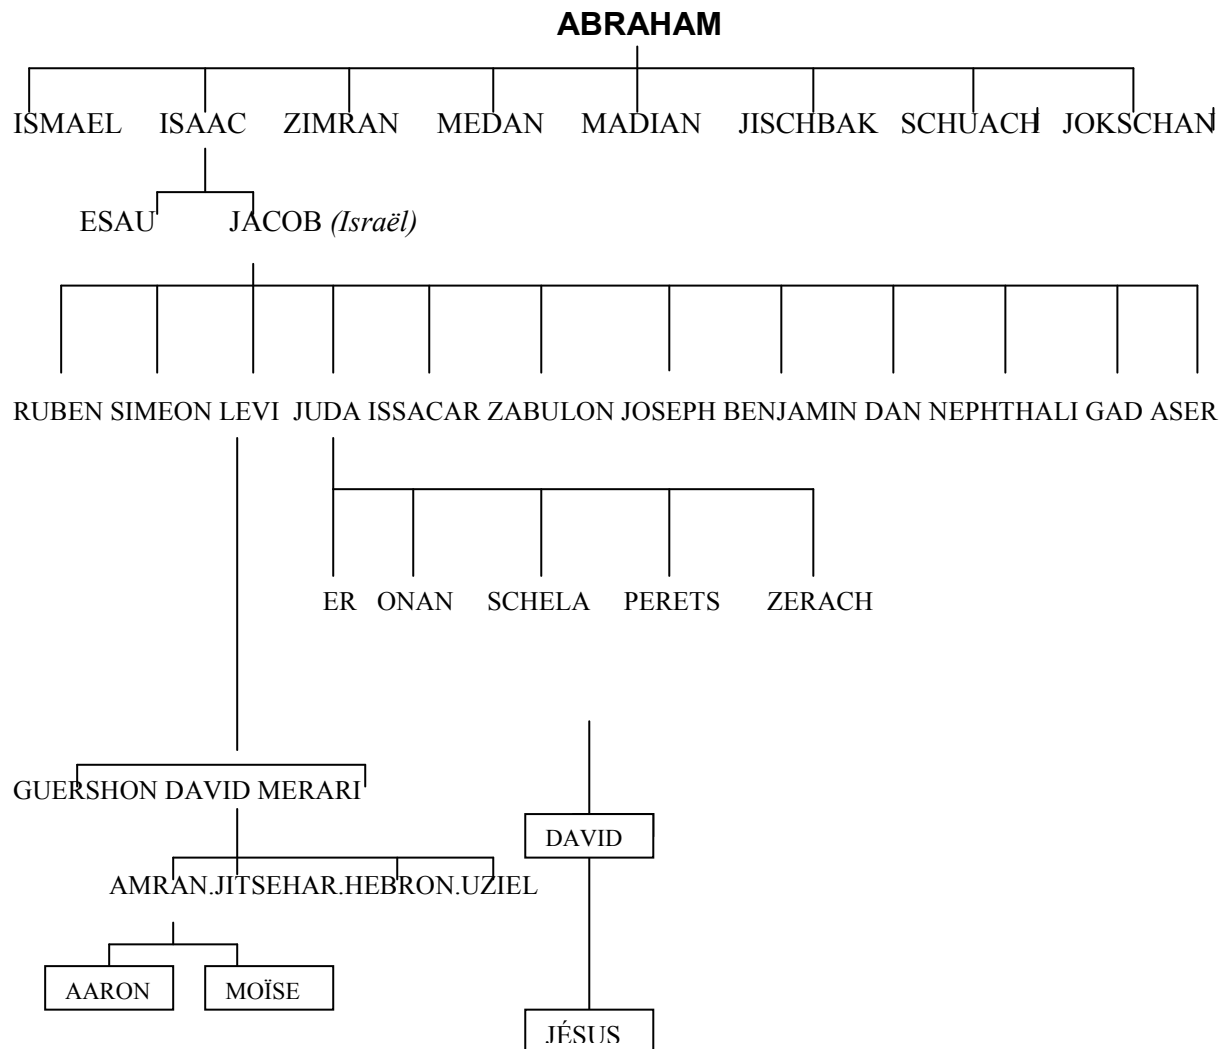 ABRAHAM
ISMAEL ISAAC ZIMRAN MEDAN MADIAN JISCHBAK SCHUACH JOKSCHAN
ESAU JACOB (Israël)
RUBEN SIMEON LEVI JUDA ISSACAR ZABULON JOSEPH BENJAMIN DAN NEPHTHALI GAD ASER
ER ONAN SCHELA PERETS ZERACH
GUERSHON DAVID MERARI
DAVID
AMRAN.JITSEHAR.HEBRON.UZIEL
AARON MOÏSE
JÉSUS